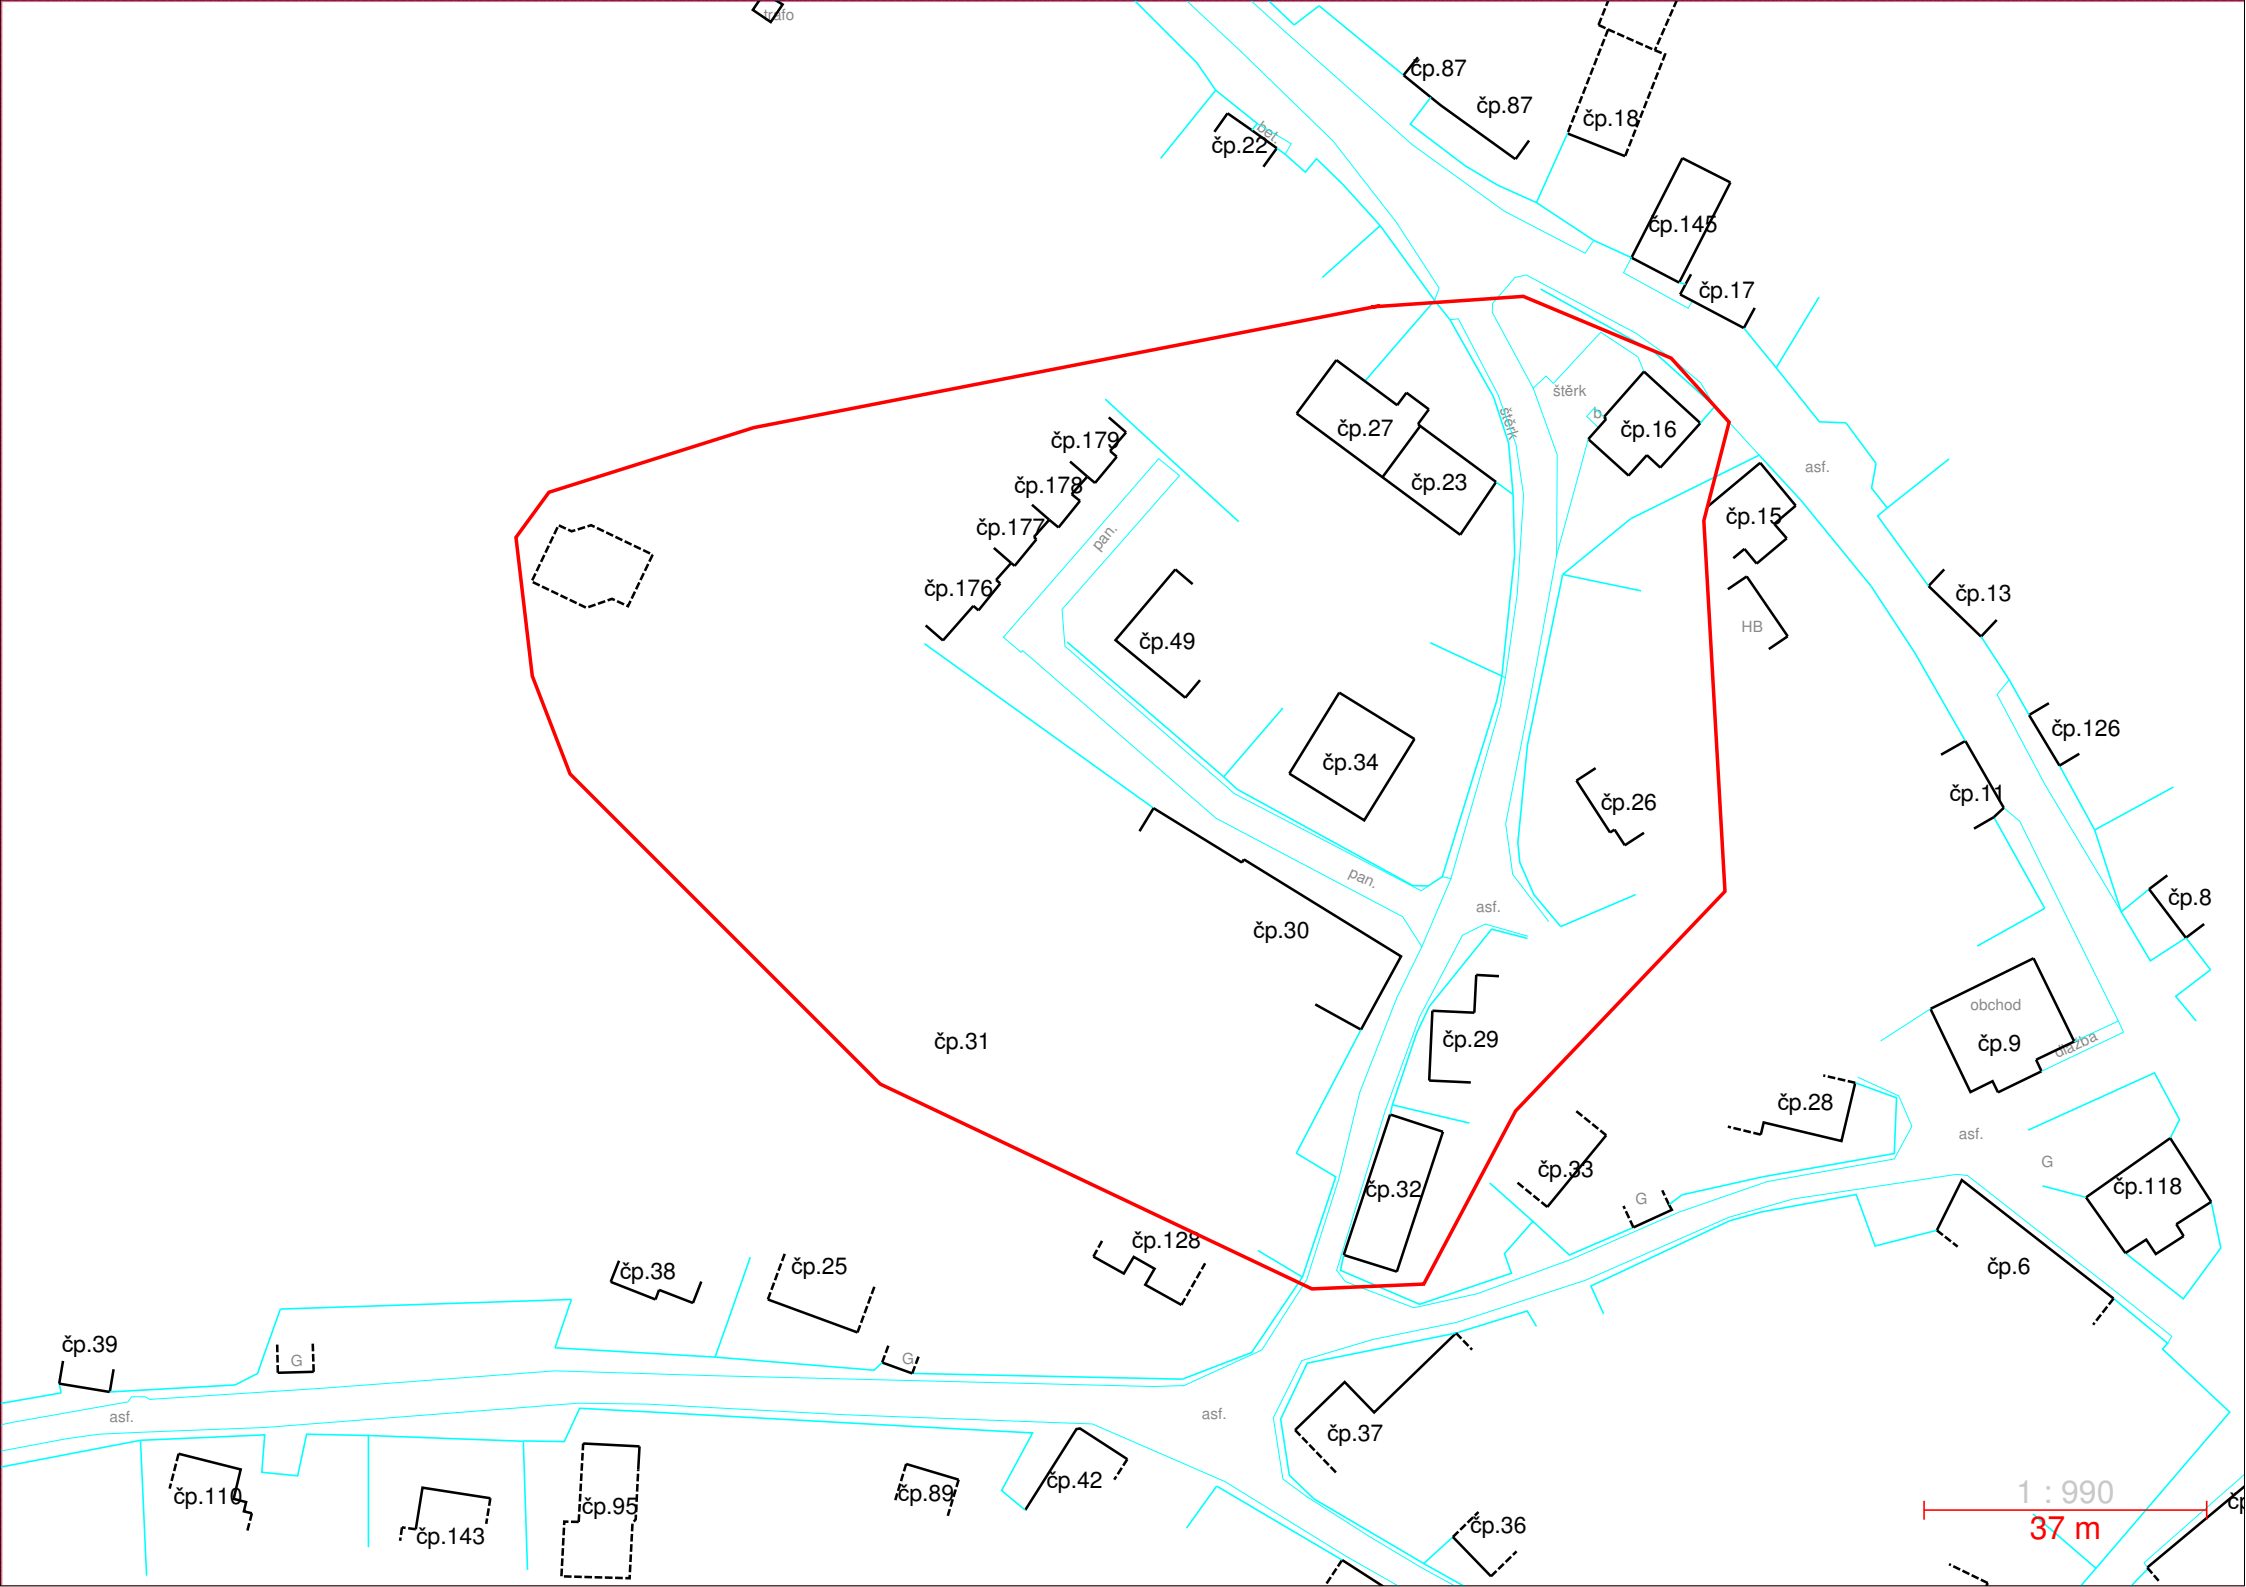 trafo
čp.87
čp.87
čp.18
bet.
čp.22
čp.145
čp.17
štěrk
b.
štěrk
čp.27
čp.16
čp.179
asf.
čp.23
čp.178
čp.15
čp.177
pan.
čp.176
čp.13
HB
čp.49
čp.126
čp.34
čp.11
čp.26
pan.
čp.8
asf.
čp.30
obchod
čp.29
čp.31
čp.9
dlažba
čp.28
asf.
čp.33
G
čp.32
čp.118
G
čp.128
čp.25
čp.38
čp.6
čp.39
G
G
asf.
asf.
čp.37
čp.42
1 : 990
čp.110
čp.89
čp.95
37 m
čp.36
čp.143